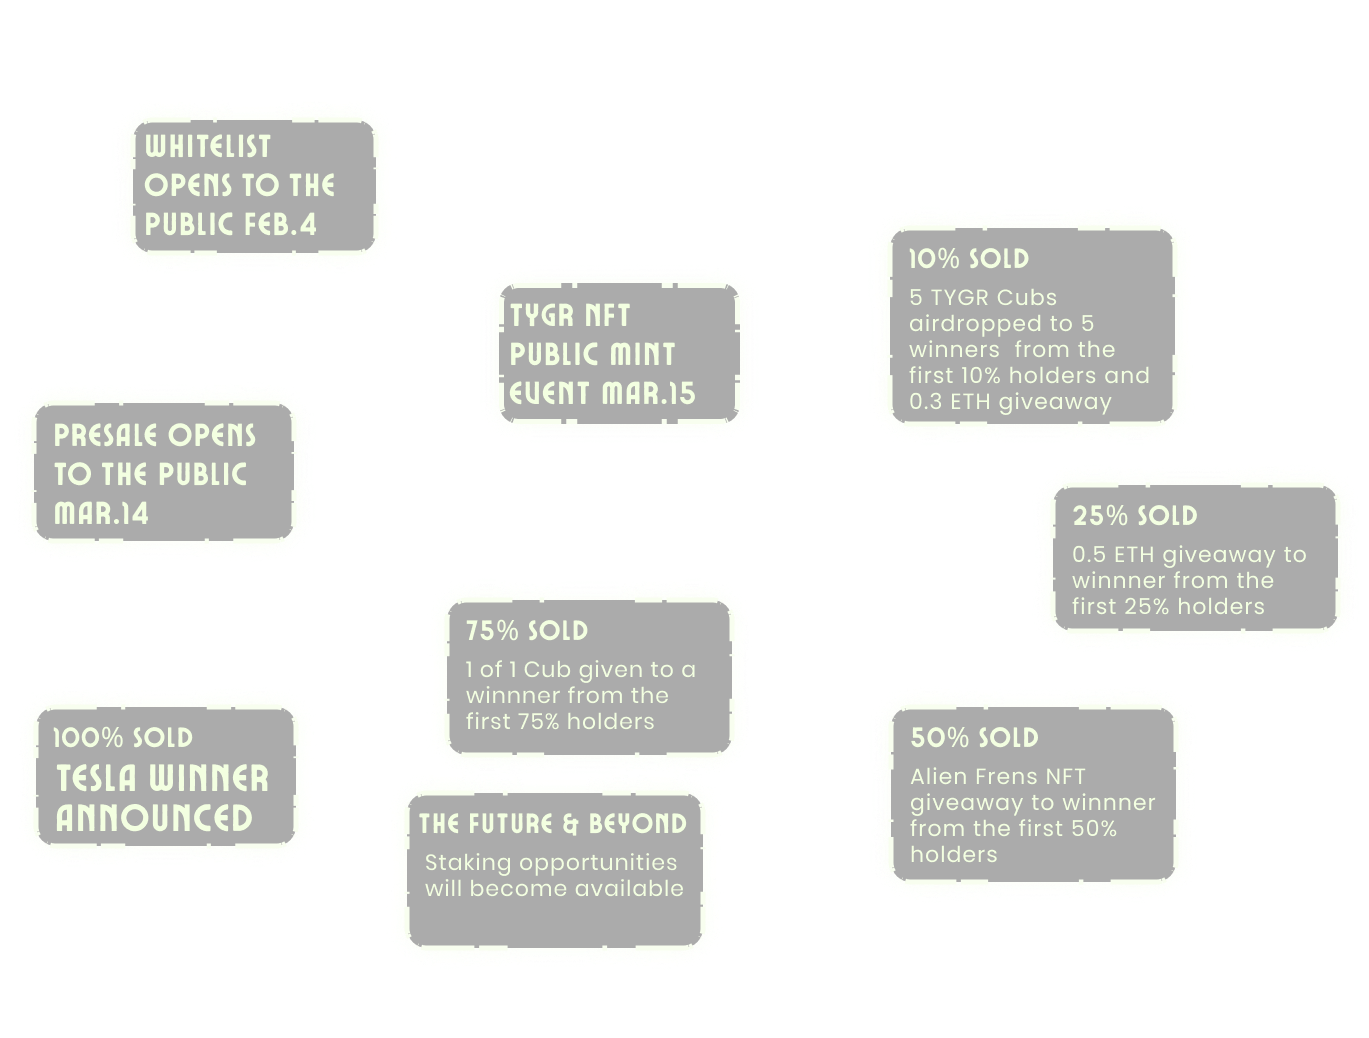 WHITELIST
OPENS TO THE
PUBLIC FEB.4
TYGR NFT
PUBLIC MINT
EVENT MAR.15
10% SOLD
5 TYGR Cubs
airdropped to 5
winners  from the
first 10% holders and
0.3 ETH giveaway
PRESALE OPENS
TO THE PUBLIC
MAR.14
25% SOLD
0.5 ETH giveaway to
winnner from the
first 25% holders
75% SOLD
1 of 1 Cub given to a
winnner from the
first 75% holders
100% SOLD
TESLA WINNER
ANNOUNCED
50% SOLD
Alien Frens NFT
giveaway to winnner
from the first 50%
holders
THE FUTURE & BEYOND
Staking opportunities
will become available